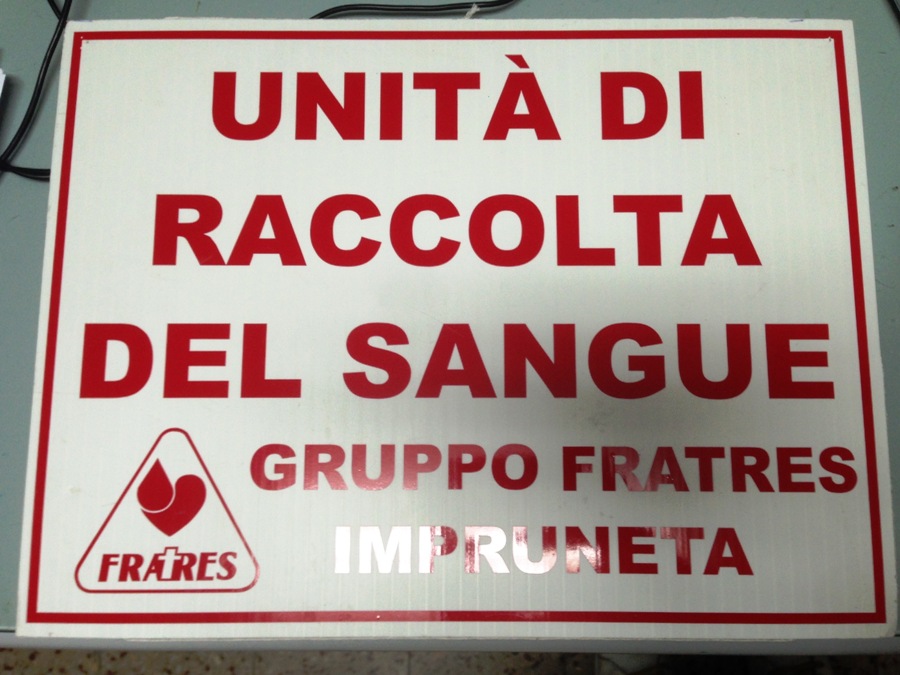 UNITÀ DI
RACCOLTA
DEL SANGUE
GRUPPO FRATRES
IMPRUNETA
FRATRES